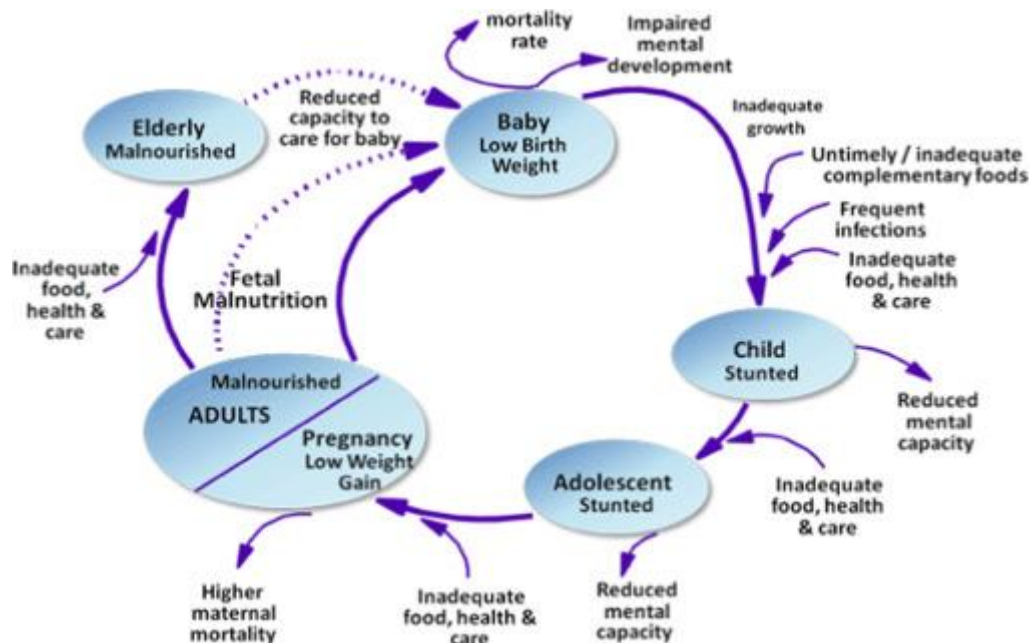 mortality
rate
Impaired
mental
development
Elderly
Malnourished
Reduced
capacity to
care for baby
Baby
Low Birth
Weight
Inadequate
growth
Untimely / inadequate
complementary foods
Frequent
infections
Inadequate
food, health
& care
Inadequate
food,
health &
care
Fetal
Malnutrition
Child
Stunted
Reduced
mental
capacity
Malnourished
ADULTS
Pregnancy
Low Weight
Gain
Adolescent
Stunted
Inadequate
food, health
& care
Higher
maternal
mortality
Inadequate
food, health &
care
Reduced
mental
capacity